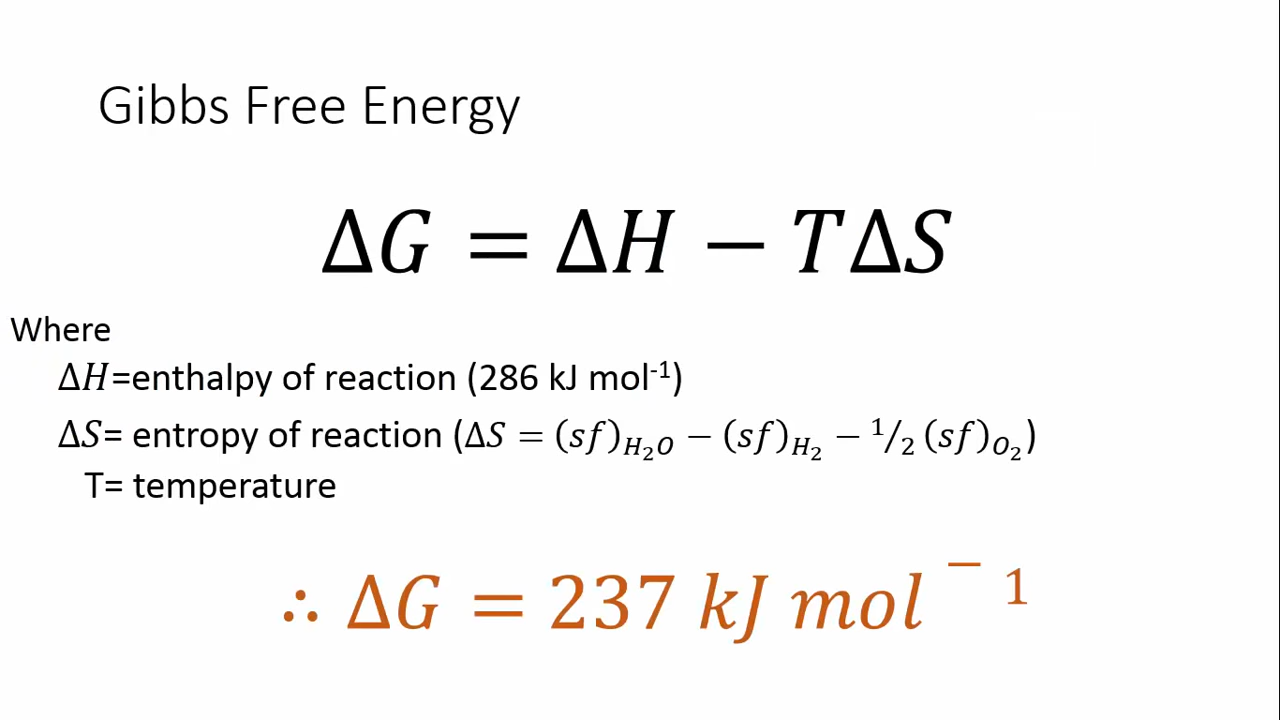 Gibbs Free Energy
ΔG = ΔH − TΔS
Where
ΔH=enthalpy of reaction (286 kJ mol⁻¹)
ΔS= entropy of reaction (ΔS = (sf)_{H₂O} − (sf)_{H₂} − ¹⁄₂ (sf)_{O₂})
T= temperature
∴ ΔG = 237 kJ mol ⁻ ¹